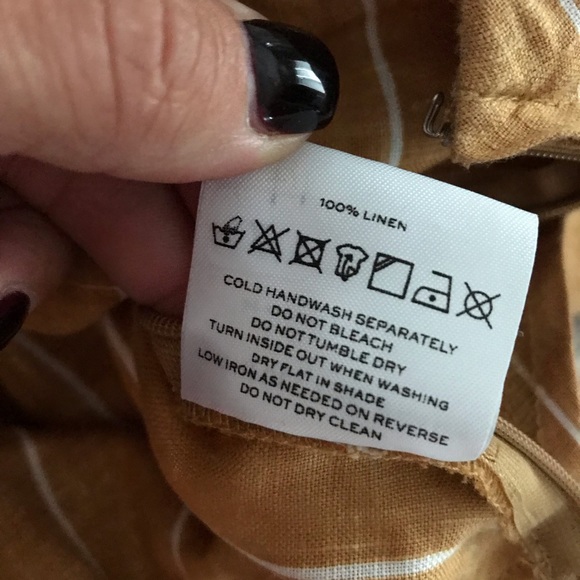 100% LINEN
COLD HANDWASH SEPARATELY
DO NOT BLEACH
DO NOT TUMBLE DRY
TURN INSIDE OUT WHEN WASHING
DRY FLAT IN SHADE
LOW IRON AS NEEDED ON REVERSE
DO NOT DRY CLEAN